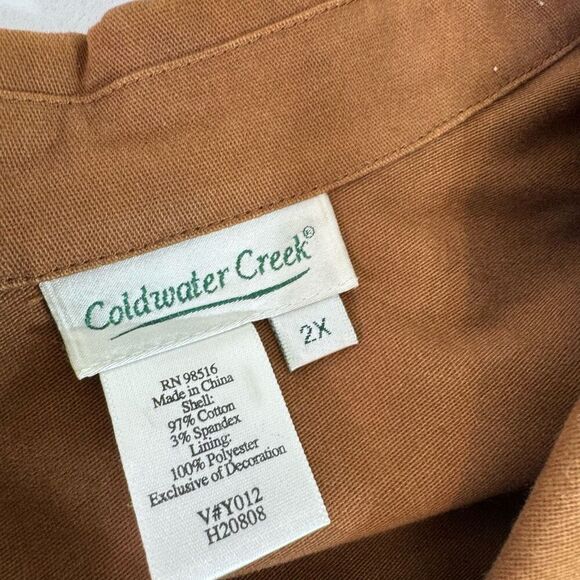 Coldwater Creek®
2X
RN 98516
Made in China
Shell:
97% Cotton
3% Spandex
Lining:
100% Polyester
Exclusive of Decoration
V#Y012
H20808